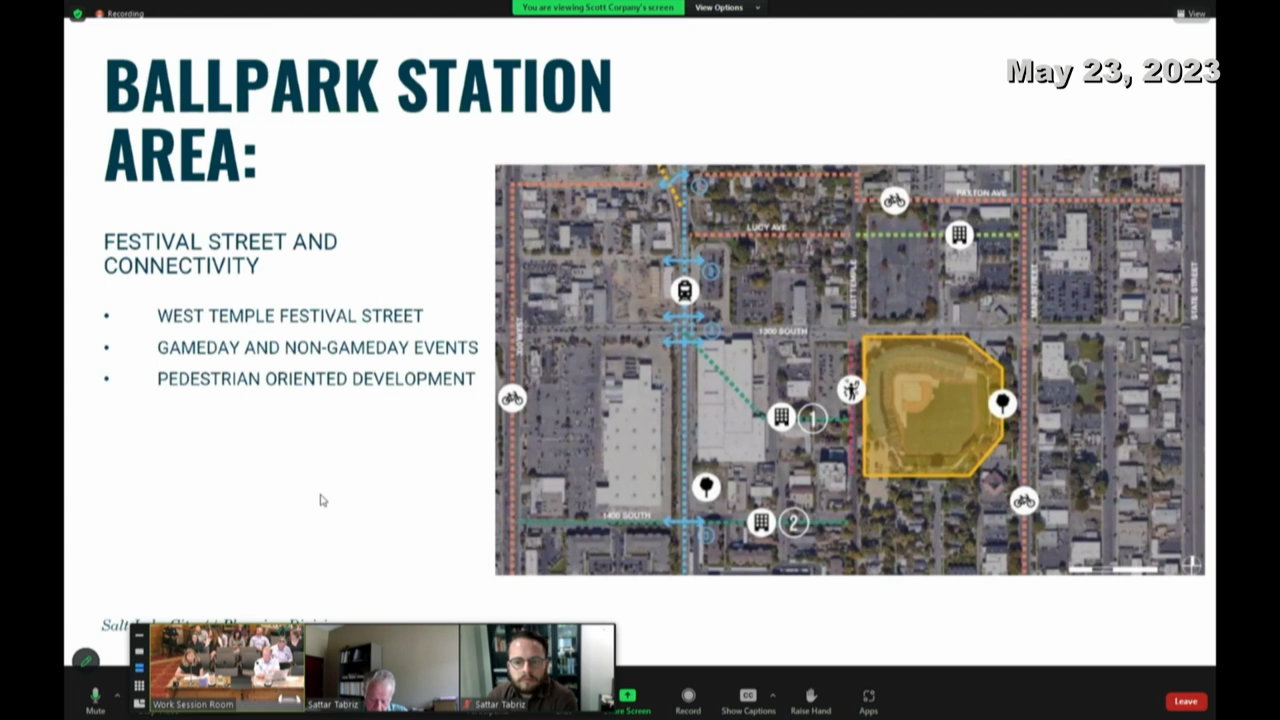 Recording
You are viewing Scott Corpany's screen
View Options
View
May 23, 2023
BALLPARK STATION
AREA:
FESTIVAL STREET AND
CONNECTIVITY
• WEST TEMPLE FESTIVAL STREET
• GAMEDAY AND NON-GAMEDAY EVENTS
• PEDESTRIAN ORIENTED DEVELOPMENT
PAXTON AVE
LUCY AVE
WEST TEMPLE
MAIN STREET
STATE STREET
1300 SOUTH
1
1400 SOUTH
2
Work Session Room
Sattar Tabriz
Sattar Tabriz
Mute
Record
Show Captions
Raise Hand
Apps
Leave
CC